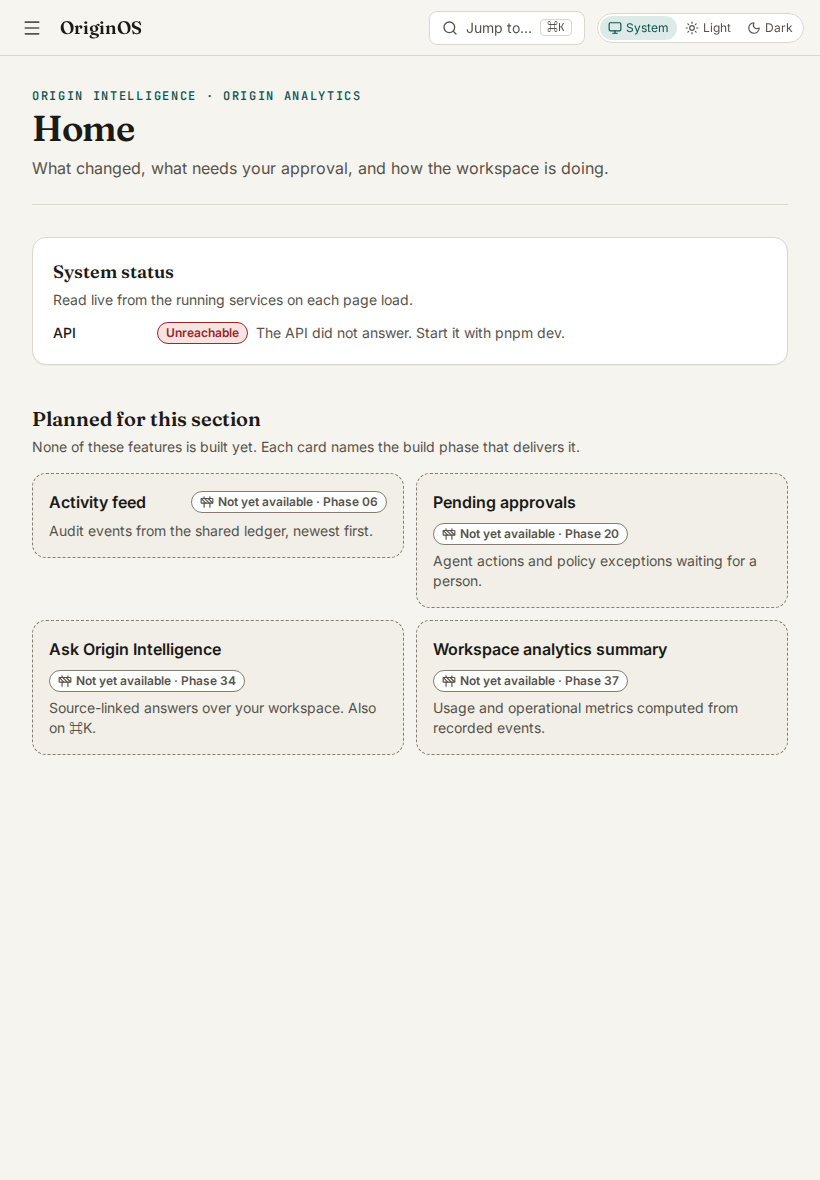 OriginOS
Jump to... ⌘K
System Light Dark
ORIGIN INTELLIGENCE · ORIGIN ANALYTICS
Home
What changed, what needs your approval, and how the workspace is doing.
System status
Read live from the running services on each page load.
API Unreachable The API did not answer. Start it with pnpm dev.
Planned for this section
None of these features is built yet. Each card names the build phase that delivers it.
Activity feed Not yet available · Phase 06
Audit events from the shared ledger, newest first.
Pending approvals
Not yet available · Phase 20
Agent actions and policy exceptions waiting for a
person.
Ask Origin Intelligence
Not yet available · Phase 34
Source-linked answers over your workspace. Also
on ⌘K.
Workspace analytics summary
Not yet available · Phase 37
Usage and operational metrics computed from
recorded events.